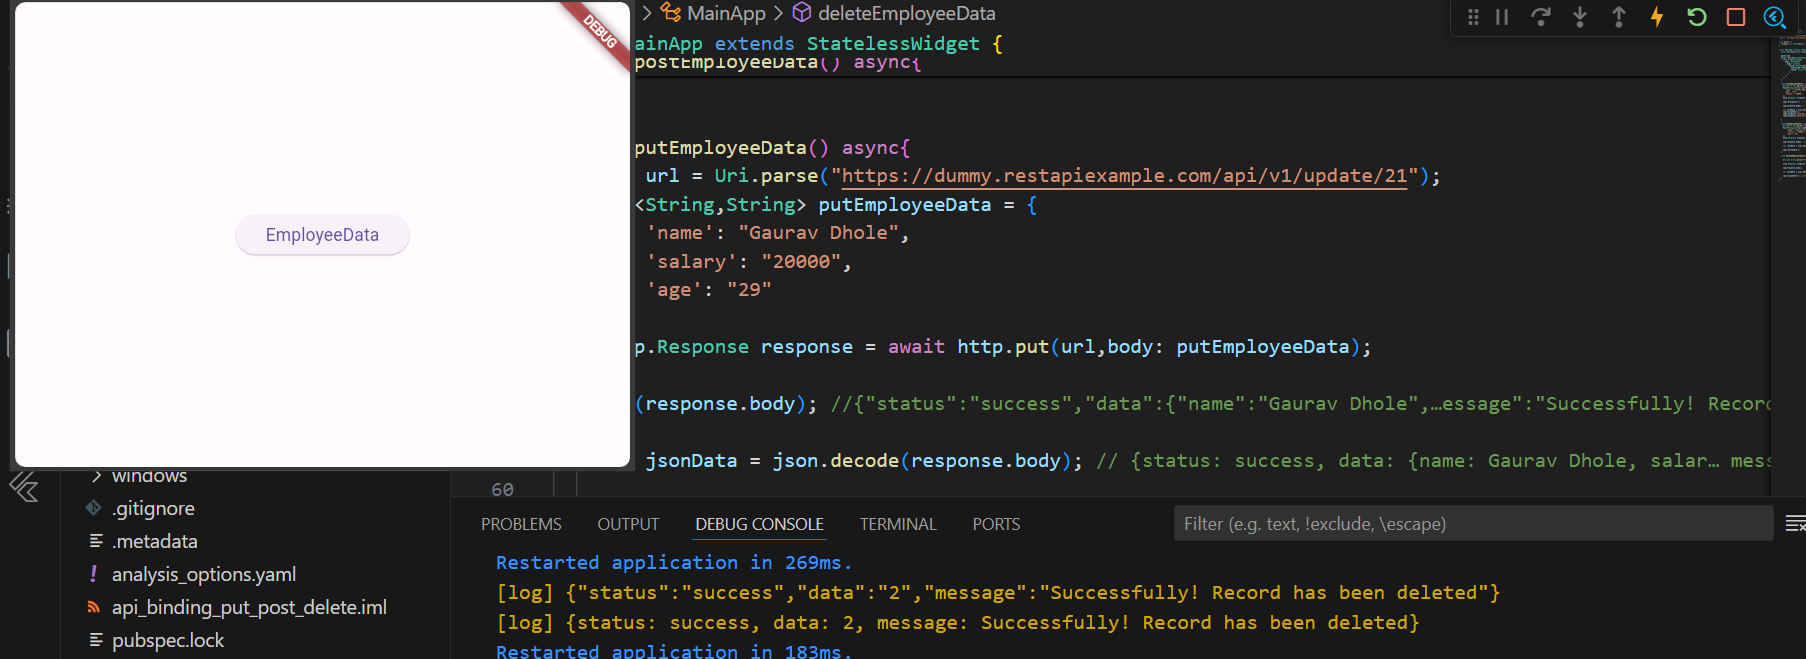 DEBUG
EmployeeData
MainApp > deleteEmployeeData
ainApp extends StatelessWidget {
postEmployeeData() async{
putEmployeeData() async{
url = Uri.parse("https://dummy.restapiexample.com/api/v1/update/21");
<String,String> putEmployeeData = {
'name': "Gaurav Dhole",
'salary': "20000",
'age': "29"
p.Response response = await http.put(url,body: putEmployeeData);
(response.body); //{"status":"success","data":{"name":"Gaurav Dhole",…essage":"Successfully! Record
jsonData = json.decode(response.body); // {status: success, data: {name: Gaurav Dhole, salar… mess
60
windows
.gitignore
.metadata
analysis_options.yaml
api_binding_put_post_delete.iml
pubspec.lock
PROBLEMS OUTPUT DEBUG CONSOLE TERMINAL PORTS
Filter (e.g. text, !exclude, \escape)
Restarted application in 269ms.
[log] {"status":"success","data":"2","message":"Successfully! Record has been deleted"}
[log] {status: success, data: 2, message: Successfully! Record has been deleted}
Restarted application in 183ms.